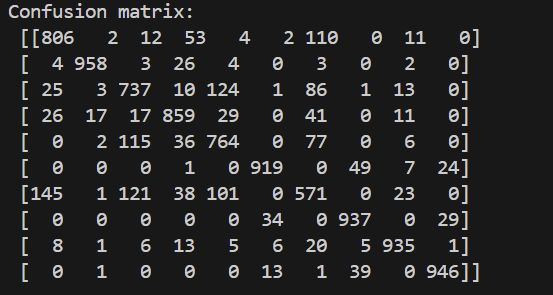 Confusion matrix:
[[806 2 12 53 4 2 110 0 11 0]
[ 4 958 3 26 4 0 3 0 2 0]
[ 25 3 737 10 124 1 86 1 13 0]
[ 26 17 17 859 29 0 41 0 11 0]
[ 0 2 115 36 764 0 77 0 6 0]
[ 0 0 0 1 0 919 0 49 7 24]
[145 1 121 38 101 0 571 0 23 0]
[ 0 0 0 0 0 34 0 937 0 29]
[ 8 1 6 13 5 6 20 5 935 1]
[ 0 1 0 0 0 13 1 39 0 946]]